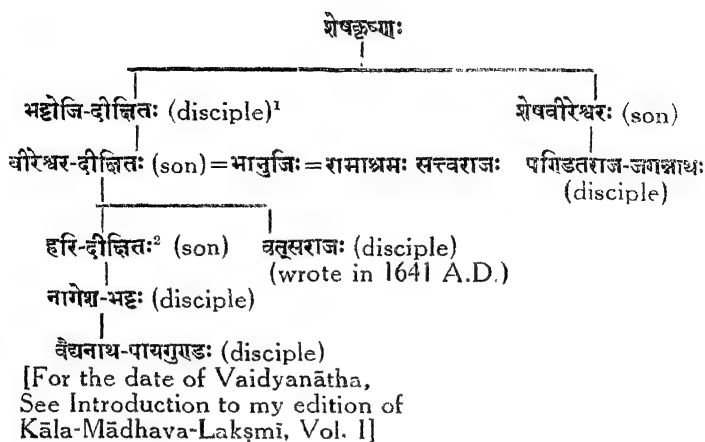 शेषकृष्णः
भट्टोजि-दीक्षितः (disciple)¹ शेषवीरेश्वरः (son)
वीरेश्वर-दीक्षितः (son)=भानुजिः=रामाश्रमः सत्त्वराजः पण्डितराज-जगन्नाथः
(disciple)
हरि-दीक्षितः² (son) वत्सराजः (disciple)
(wrote in 1641 A.D.)
नागेश-भट्टः (disciple)
वैद्यनाथ-पायगुण्डः (disciple)
[For the date of Vaidyanātha,
See Introduction to my edition of
Kāla-Mādhava-Lakṣmī, Vol. I]